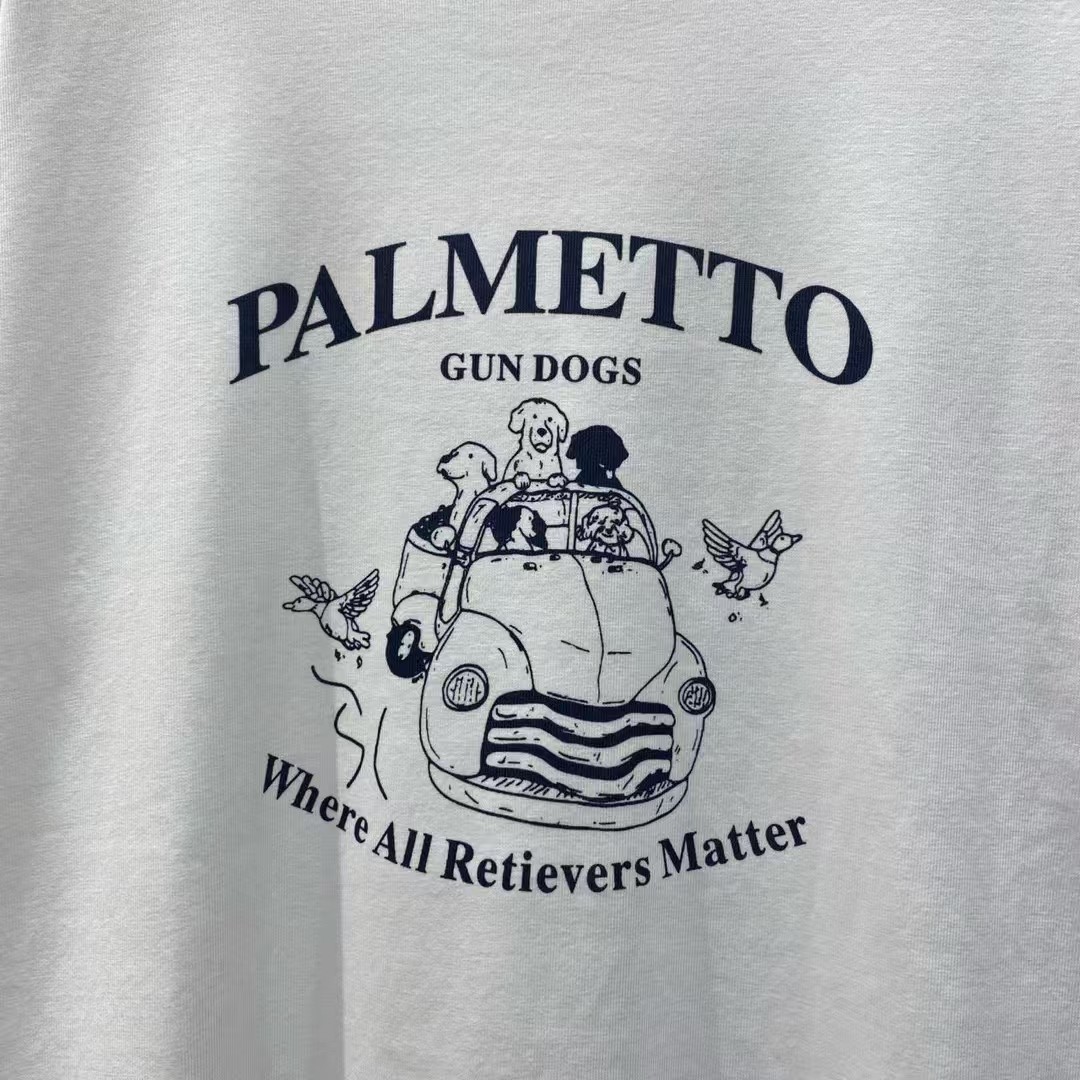 PALMETTO
GUN DOGS
Where All Retievers Matter